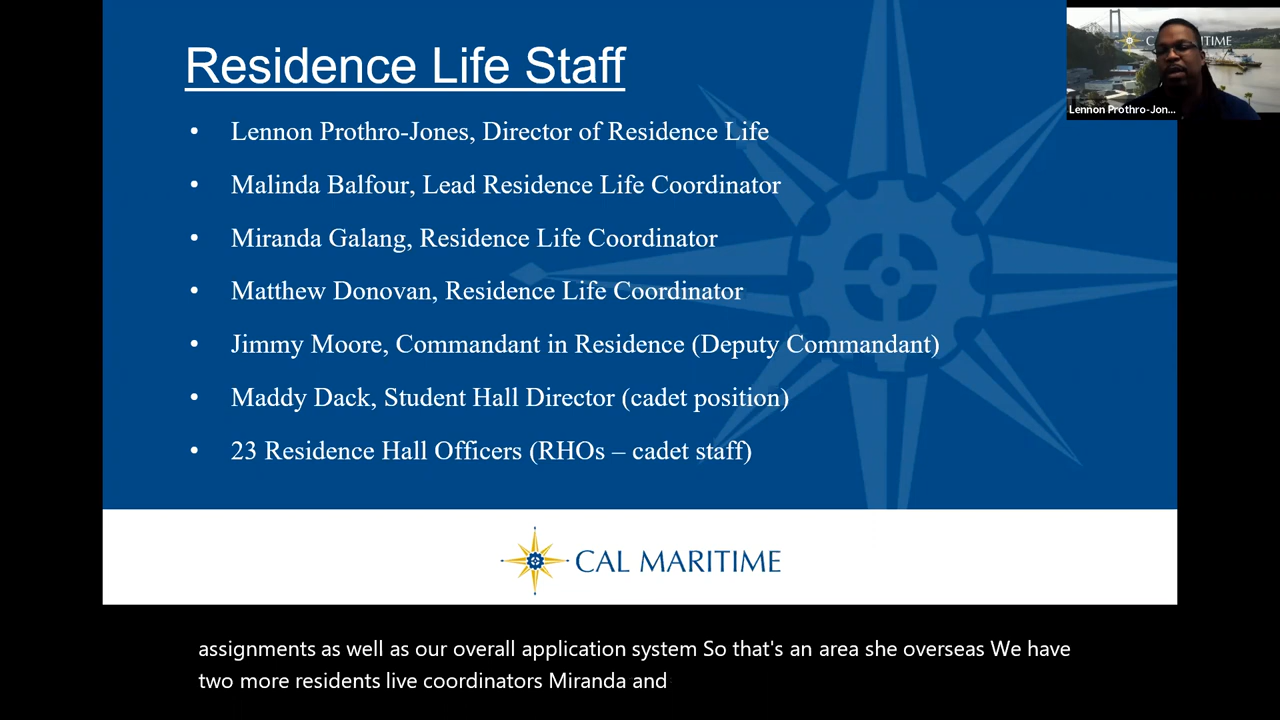 Residence Life Staff
• Lennon Prothro-Jones, Director of Residence Life
• Malinda Balfour, Lead Residence Life Coordinator
• Miranda Galang, Residence Life Coordinator
• Matthew Donovan, Residence Life Coordinator
• Jimmy Moore, Commandant in Residence (Deputy Commandant)
• Maddy Dack, Student Hall Director (cadet position)
• 23 Residence Hall Officers (RHOs – cadet staff)
CAL MARITIME
Lennon Prothro-Jon...
assignments as well as our overall application system So that's an area she overseas We have
two more residents live coordinators Miranda and